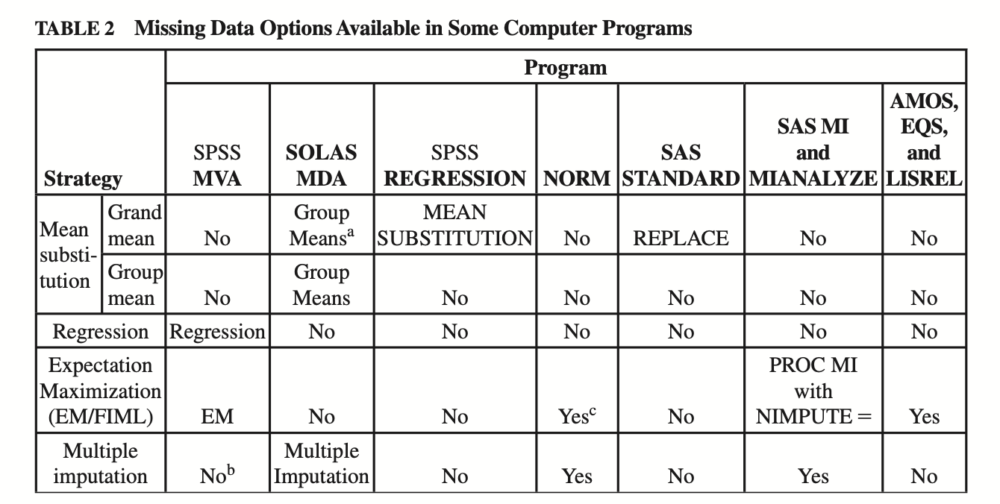 TABLE 2 Missing Data Options Available in Some Computer Programs
Program
Strategy
SPSS
MVA
SOLAS
MDA
SPSS
REGRESSION
NORM
SAS
STANDARD
SAS MI
and
MIANALYZE
AMOS,
EQS,
and
LISREL
Mean
substi-
tution
Grand
mean
No
Group
Meansᵃ
MEAN
SUBSTITUTION
No
REPLACE
No
No
Group
mean
No
Group
Means
No
No
No
No
No
Regression
Regression
No
No
No
No
No
No
Expectation
Maximization
(EM/FIML)
EM
No
No
Yesᶜ
No
PROC MI
with
NIMPUTE =
Yes
Multiple
imputation
Noᵇ
Multiple
Imputation
No
Yes
No
Yes
No